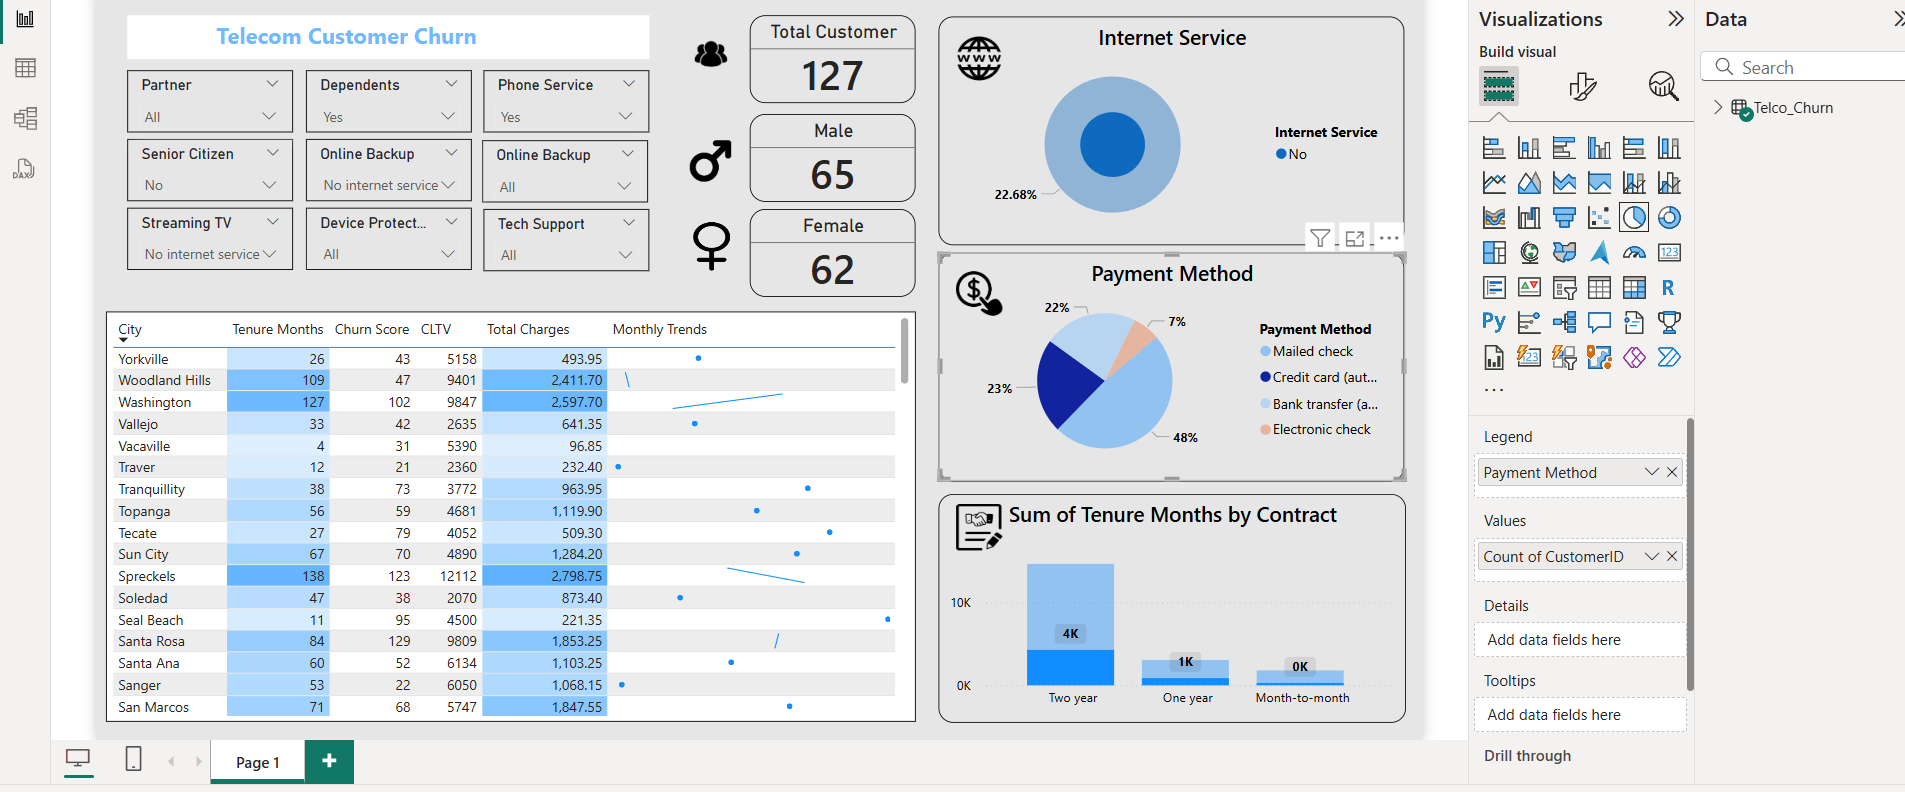 Telecom Customer Churn
Partner
All
Dependents
Yes
Phone Service
Yes
Senior Citizen
No
Online Backup
No internet service
Online Backup
All
Streaming TV
No internet service
Device Protect...
All
Tech Support
All
Total Customer
127
Male
65
Female
62
City Tenure Months Churn Score CLTV Total Charges Monthly Trends
Yorkville 26 43 5158 493.95
Woodland Hills 109 47 9401 2,411.70
Washington 127 102 9847 2,597.70
Vallejo 33 42 2635 641.35
Vacaville 4 31 5390 96.85
Traver 12 21 2360 232.40
Tranquillity 38 73 3772 963.95
Topanga 56 59 4681 1,119.90
Tecate 27 79 4052 509.30
Sun City 67 70 4890 1,284.20
Spreckels 138 123 12112 2,798.75
Soledad 47 38 2070 873.40
Seal Beach 11 95 4500 221.35
Santa Rosa 84 129 9809 1,853.25
Santa Ana 60 52 6134 1,103.25
Sanger 53 22 6050 1,068.15
San Marcos 71 68 5747 1,847.55
WWW
Internet Service
22.68%
Internet Service
No
$
Payment Method
22%
7%
23%
48%
Payment Method
Mailed check
Credit card (aut...
Bank transfer (a...
Electronic check
Sum of Tenure Months by Contract
10K
0K
4K
1K
0K
Two year
One year
Month-to-month
DAX
Page 1
+
Visualizations
Build visual
123
R
Py
123
...
Legend
Payment Method
Values
Count of CustomerID
Details
Add data fields here
Tooltips
Add data fields here
Drill through
Data
Search
Telco_Churn